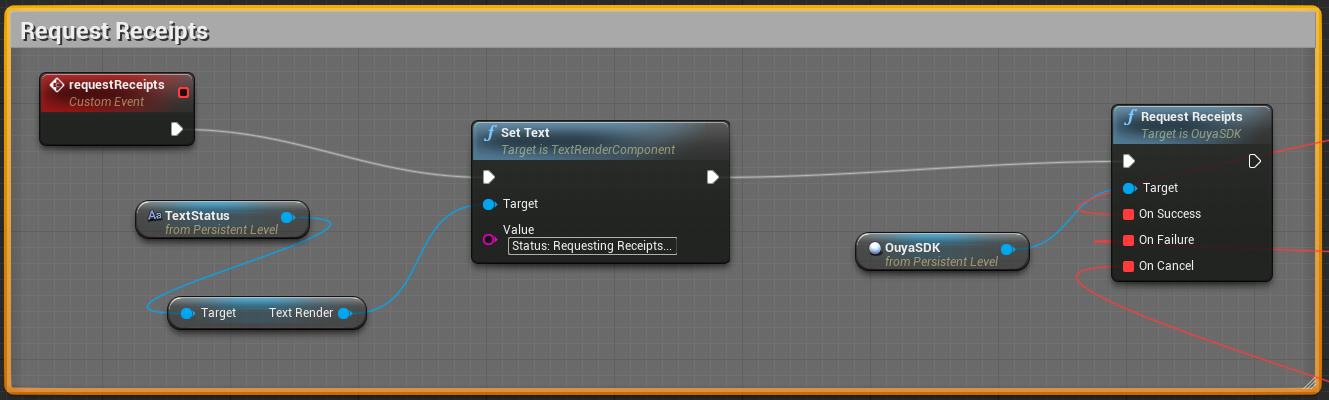 Request Receipts
requestReceipts
Custom Event
f Set Text
Target is TextRenderComponent
Target
Value
Status: Requesting Receipts...
Aa TextStatus
from Persistent Level
Target Text Render
OuyaSDK
from Persistent Level
f Request Receipts
Target is OuyaSDK
Target
On Success
On Failure
On Cancel